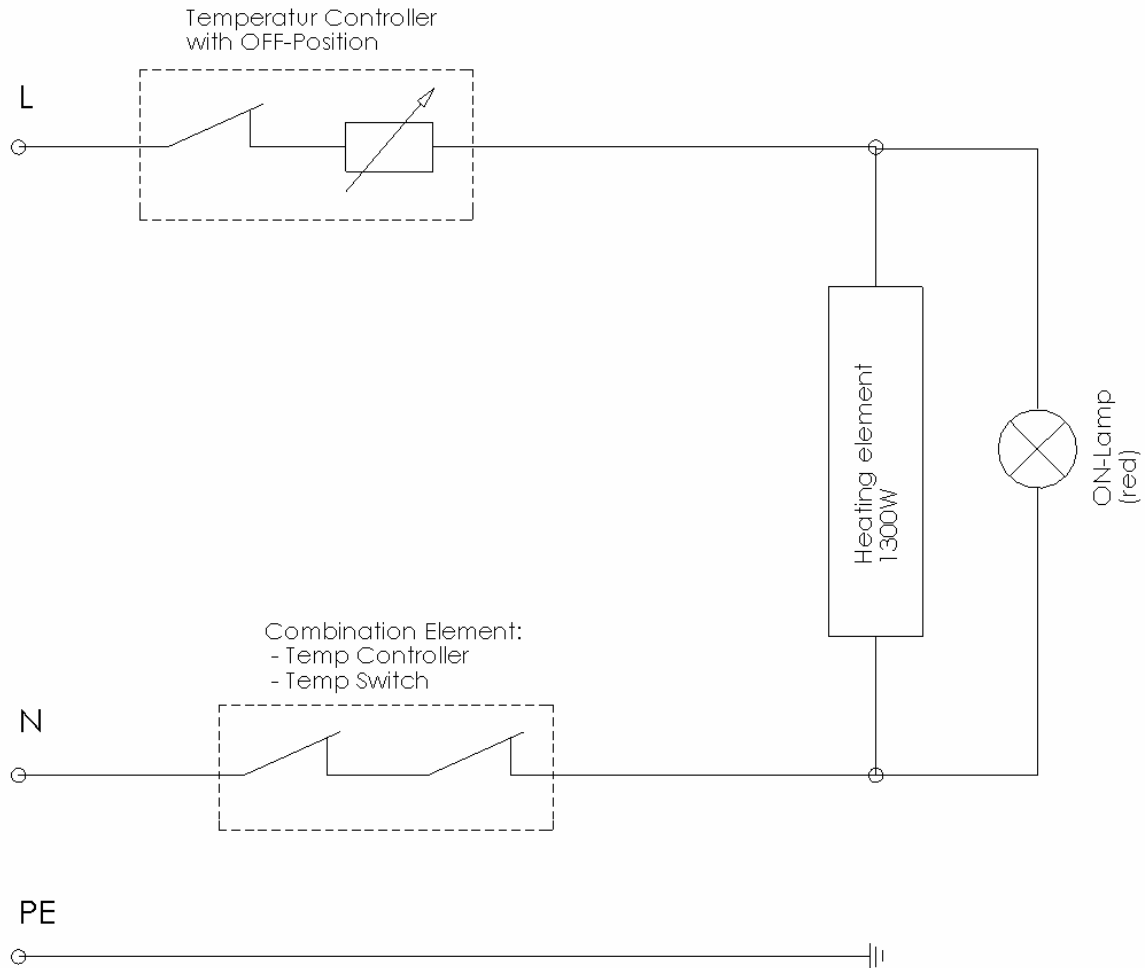 Temperatur Controller
with OFF-Position
L
Heating element
1300W
ON-Lamp
(red)
Combination Element:
- Temp Controller
- Temp Switch
N
PE